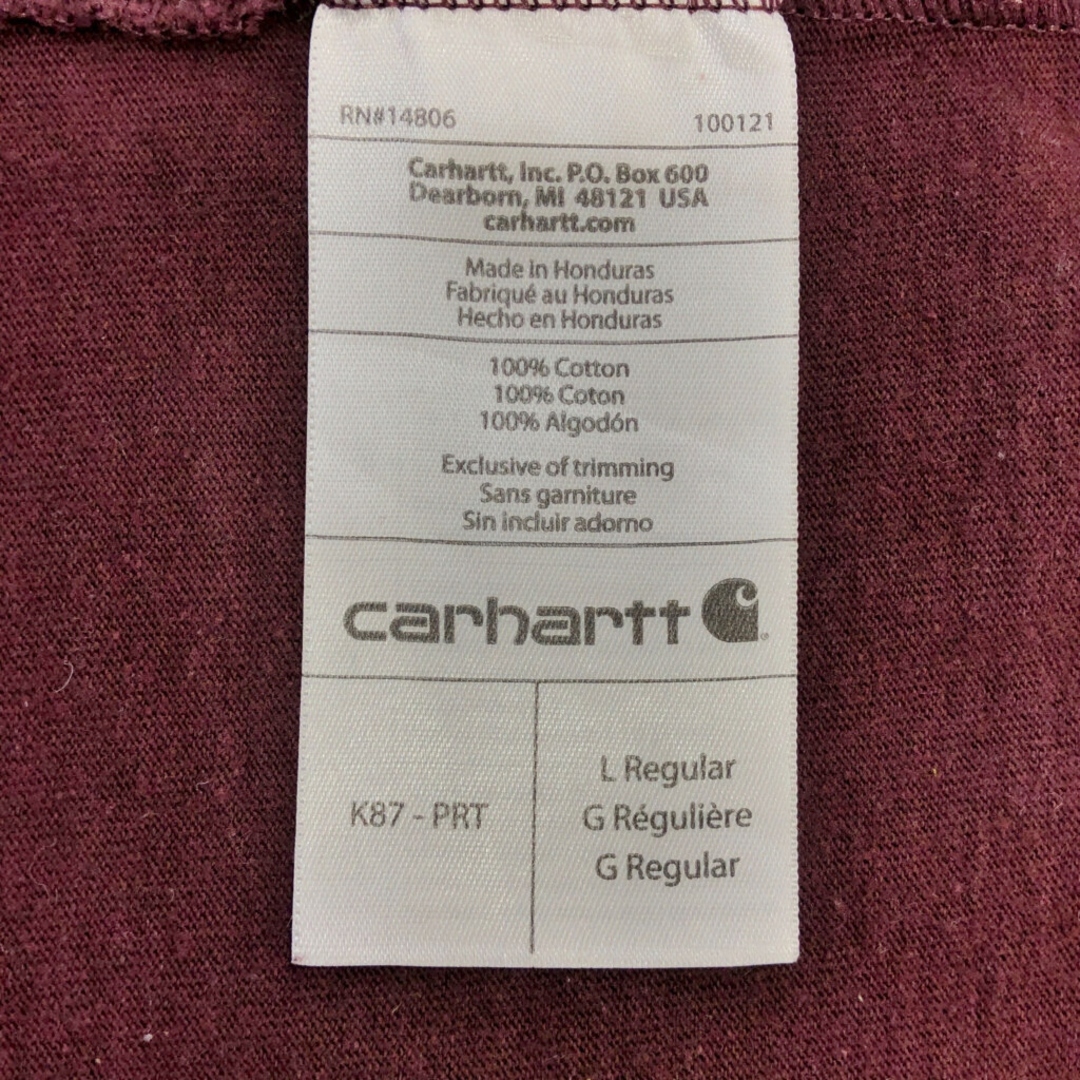 RN#14806 100121
Carhartt, Inc. P.O. Box 600
Dearborn, MI 48121 USA
carhartt.com
Made in Honduras
Fabriqué au Honduras
Hecho en Honduras
100% Cotton
100% Coton
100% Algodón
Exclusive of trimming
Sans garniture
Sin incluir adorno
carhartt
K87 - PRT
L Regular
G Régulière
G Regular